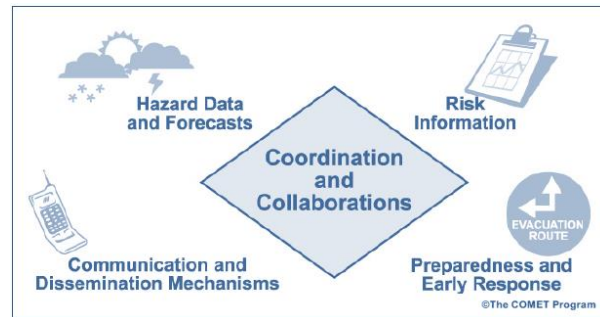 Hazard Data
and Forecasts
Risk
Information
Coordination
and
Collaborations
EVACUATION
ROUTE
Communication and
Dissemination Mechanisms
Preparedness and
Early Response
©The COMET Program